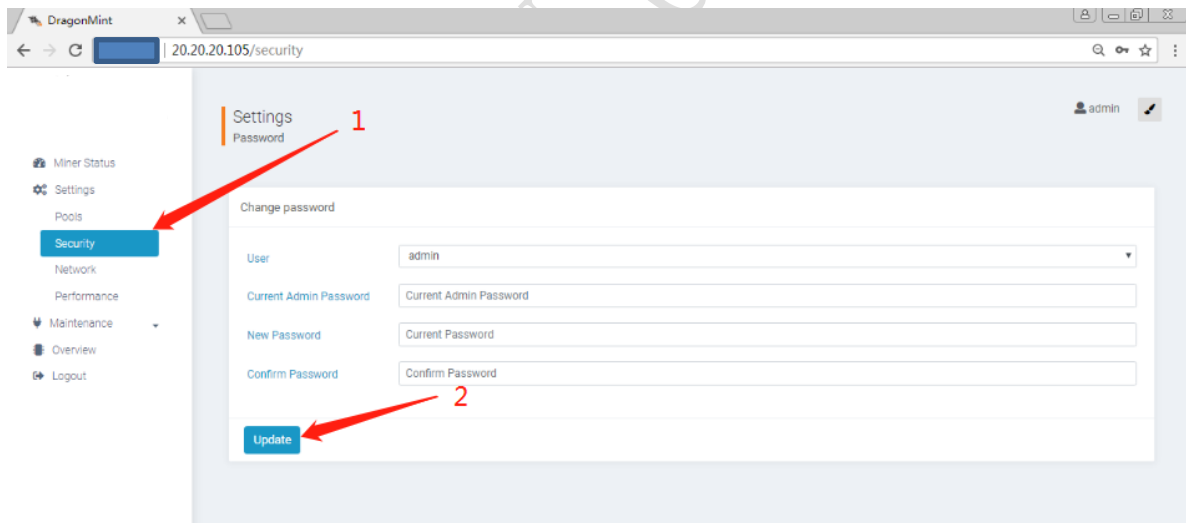 DragonMint
20.20.20.105/security
admin
Settings
Password
1
Miner Status
Settings
Pools
Security
Network
Performance
Maintenance
Overview
Logout
Change password
User
admin
Current Admin Password
Current Admin Password
New Password
Current Password
Confirm Password
Confirm Password
2
Update